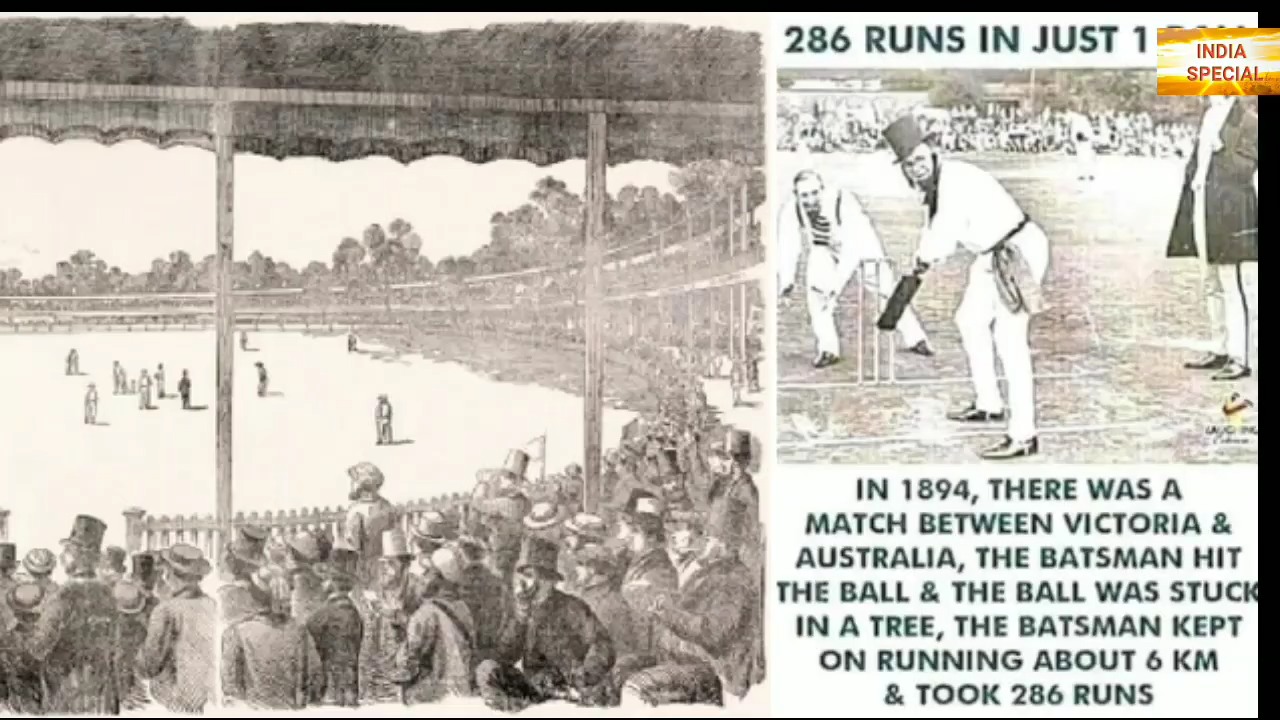 286 RUNS IN JUST 1
INDIA
SPECIAL
IN 1894, THERE WAS A
MATCH BETWEEN VICTORIA &
AUSTRALIA, THE BATSMAN HIT
THE BALL & THE BALL WAS STUCK
IN A TREE, THE BATSMAN KEPT
ON RUNNING ABOUT 6 KM
& TOOK 286 RUNS